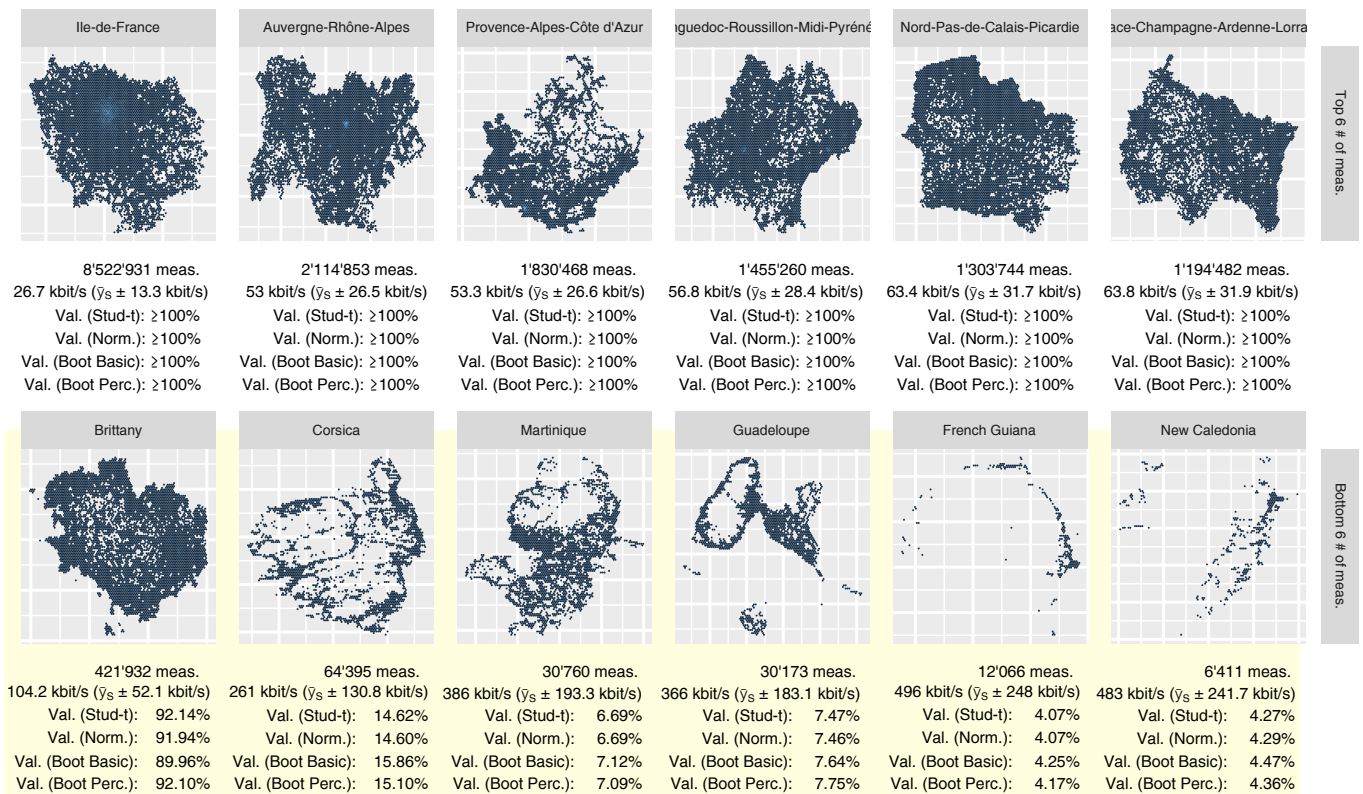 Ile-de-France
Auvergne-Rhône-Alpes
Provence-Alpes-Côte d'Azur
nguedoc-Roussillon-Midi-Pyréné
Nord-Pas-de-Calais-Picardie
ace-Champagne-Ardenne-Lorra
Top 6 # of meas.
8'522'931 meas.
26.7 kbit/s (ȳS ± 13.3 kbit/s)
Val. (Stud-t): ≥100%
Val. (Norm.): ≥100%
Val. (Boot Basic): ≥100%
Val. (Boot Perc.): ≥100%
2'114'853 meas.
53 kbit/s (ȳS ± 26.5 kbit/s)
Val. (Stud-t): ≥100%
Val. (Norm.): ≥100%
Val. (Boot Basic): ≥100%
Val. (Boot Perc.): ≥100%
1'830'468 meas.
53.3 kbit/s (ȳS ± 26.6 kbit/s)
Val. (Stud-t): ≥100%
Val. (Norm.): ≥100%
Val. (Boot Basic): ≥100%
Val. (Boot Perc.): ≥100%
1'455'260 meas.
56.8 kbit/s (ȳS ± 28.4 kbit/s)
Val. (Stud-t): ≥100%
Val. (Norm.): ≥100%
Val. (Boot Basic): ≥100%
Val. (Boot Perc.): ≥100%
1'303'744 meas.
63.4 kbit/s (ȳS ± 31.7 kbit/s)
Val. (Stud-t): ≥100%
Val. (Norm.): ≥100%
Val. (Boot Basic): ≥100%
Val. (Boot Perc.): ≥100%
1'194'482 meas.
63.8 kbit/s (ȳS ± 31.9 kbit/s)
Val. (Stud-t): ≥100%
Val. (Norm.): ≥100%
Val. (Boot Basic): ≥100%
Val. (Boot Perc.): ≥100%
Brittany
Corsica
Martinique
Guadeloupe
French Guiana
New Caledonia
Bottom 6 # of meas.
421'932 meas.
104.2 kbit/s (ȳS ± 52.1 kbit/s)
Val. (Stud-t): 92.14%
Val. (Norm.): 91.94%
Val. (Boot Basic): 89.96%
Val. (Boot Perc.): 92.10%
64'395 meas.
261 kbit/s (ȳS ± 130.8 kbit/s)
Val. (Stud-t): 14.62%
Val. (Norm.): 14.60%
Val. (Boot Basic): 15.86%
Val. (Boot Perc.): 15.10%
30'760 meas.
386 kbit/s (ȳS ± 193.3 kbit/s)
Val. (Stud-t): 6.69%
Val. (Norm.): 6.69%
Val. (Boot Basic): 7.12%
Val. (Boot Perc.): 7.09%
30'173 meas.
366 kbit/s (ȳS ± 183.1 kbit/s)
Val. (Stud-t): 7.47%
Val. (Norm.): 7.46%
Val. (Boot Basic): 7.64%
Val. (Boot Perc.): 7.75%
12'066 meas.
496 kbit/s (ȳS ± 248 kbit/s)
Val. (Stud-t): 4.07%
Val. (Norm.): 4.07%
Val. (Boot Basic): 4.25%
Val. (Boot Perc.): 4.17%
6'411 meas.
483 kbit/s (ȳS ± 241.7 kbit/s)
Val. (Stud-t): 4.27%
Val. (Norm.): 4.29%
Val. (Boot Basic): 4.47%
Val. (Boot Perc.): 4.36%